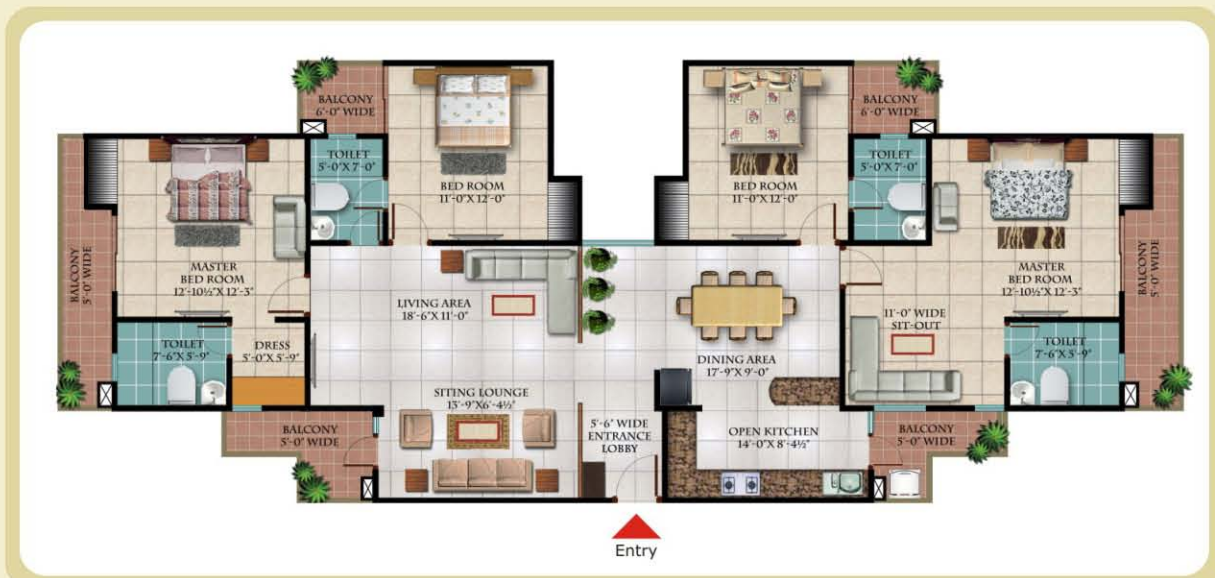 BALCONY
6'-0" WIDE
BED ROOM
11'-0"X 12'-0"
TOILET
5'-0"X 7'-0"
BED ROOM
11'-0"X 12'-0"
BALCONY
6'-0" WIDE
TOILET
5'-0"X 7'-0"
BALCONY
5'-0" WIDE
MASTER
BED ROOM
12'-10½"X 12'-3"
LIVING AREA
18'-6"X 11'-0"
MASTER
BED ROOM
12'-10½"X 12'-3"
BALCONY
5'-0" WIDE
11'-0" WIDE
SIT-OUT
TOILET
7'-6"X 5'-9"
DRESS
5'-0"X 5'-9"
DINING AREA
17'-9"X 9'-0"
TOILET
7'-6"X 5'-9"
SITING LOUNGE
13'-9"X6'-4½"
BALCONY
5'-0" WIDE
5'-6" WIDE
ENTRANCE
LOBBY
OPEN KITCHEN
14'-0"X 8'-4½"
BALCONY
5'-0" WIDE
Entry